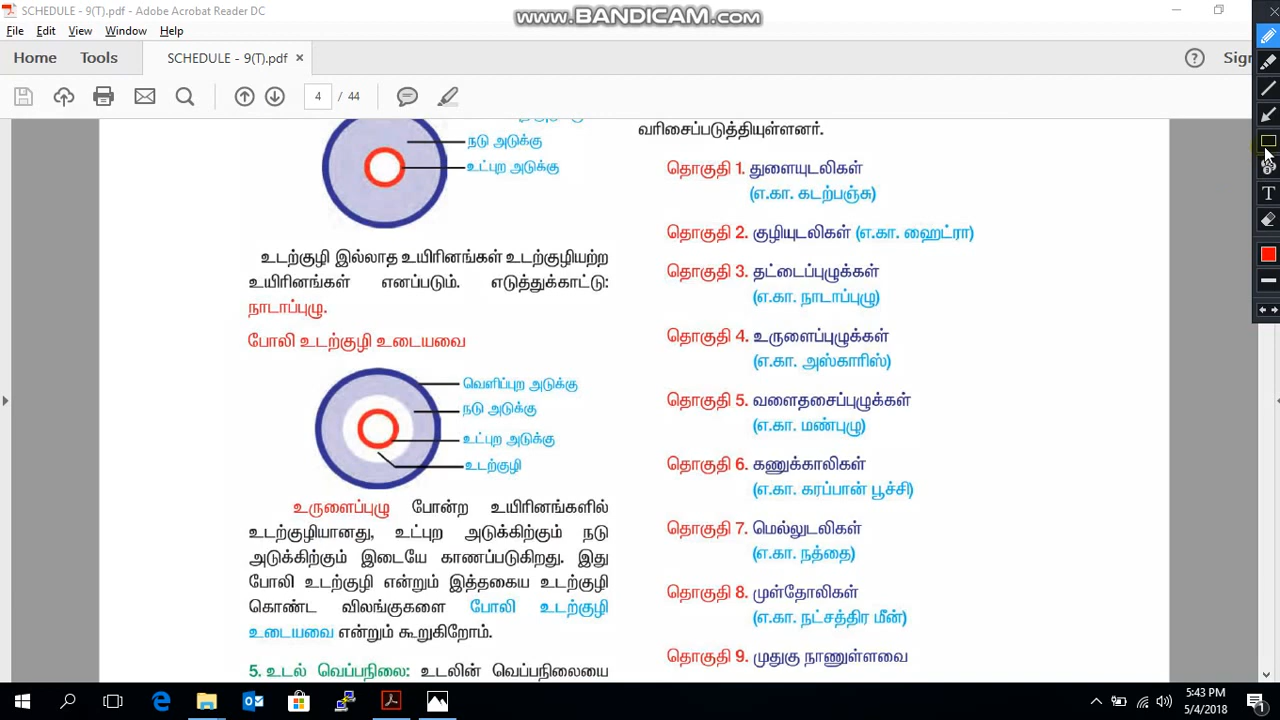 SCHEDULE - 9(T).pdf - Adobe Acrobat Reader DC
WWW.BANDICAM.COM
File Edit View Window Help
Home Tools SCHEDULE - 9(T).pdf × Sign
4 / 44
நடு அடுக்கு
உட்புற அடுக்கு
உடற்குழி இல்லாத உயிரினங்கள் உடற்குழியற்ற
உயிரினங்கள் எனப்படும். எடுத்துக்காட்டு:
நாடாப்புழு.
போலி உடற்குழி உடையவை
வெளிப்புற அடுக்கு
நடு அடுக்கு
உட்புற அடுக்கு
உடற்குழி
உருளைப்புழு போன்ற உயிரினங்களில்
உடற்குழியானது, உட்புற அடுக்கிற்கும் நடு
அடுக்கிற்கும் இடையே காணப்படுகிறது. இது
போலி உடற்குழி என்றும் இத்தகைய உடற்குழி
கொண்ட விலங்குகளை போலி உடற்குழி
உடையவை என்றும் கூறுகிறோம்.
5. உடல் வெப்பநிலை: உடலின் வெப்பநிலையை
வரிசைப்படுத்தியுள்ளனர்.
தொகுதி 1. துளையுடலிகள்
(எ.கா. கடற்பஞ்சு)
தொகுதி 2. குழியுடலிகள் (எ.கா. ஹைட்ரா)
தொகுதி 3. தட்டைப்புழுக்கள்
(எ.கா. நாடாப்புழு)
தொகுதி 4. உருளைப்புழுக்கள்
(எ.கா. அஸ்காரிஸ்)
தொகுதி 5. வளைதசைப்புழுக்கள்
(எ.கா. மண்புழு)
தொகுதி 6. கணுக்காலிகள்
(எ.கா. கரப்பான் பூச்சி)
தொகுதி 7. மெல்லுடலிகள்
(எ.கா. நத்தை)
தொகுதி 8. முள்தோலிகள்
(எ.கா. நட்சத்திர மீன்)
தொகுதி 9. முதுகு நாணுள்ளவை
5:43 PM
5/4/2018